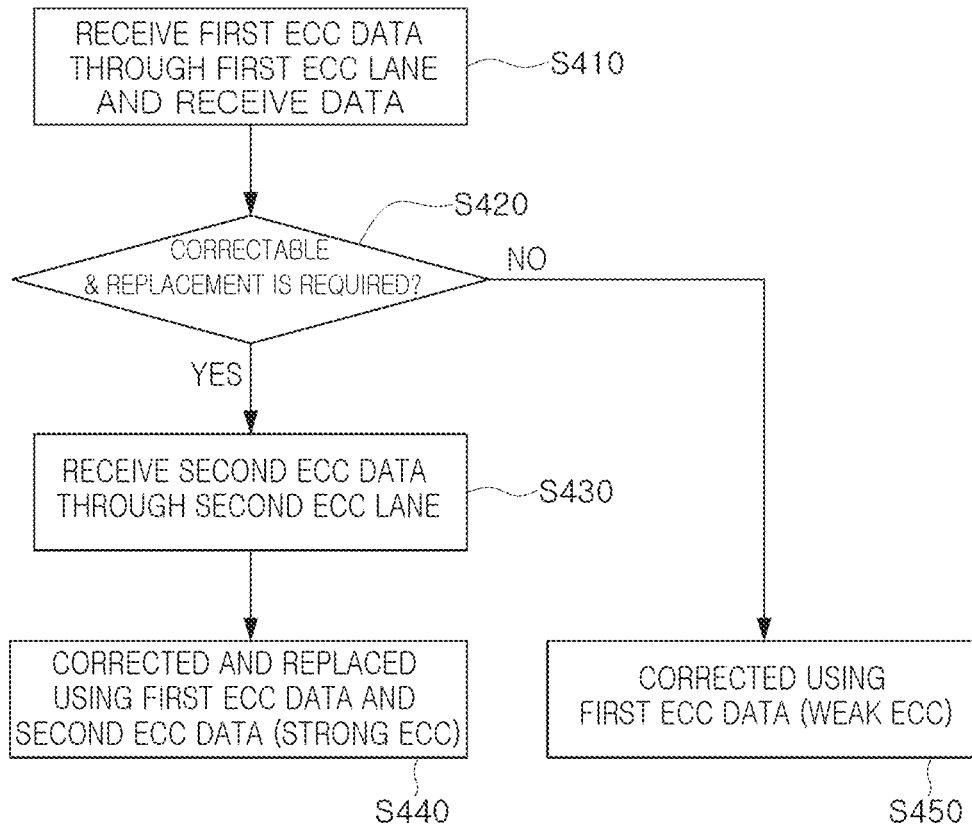 RECEIVE FIRST ECC DATA
THROUGH FIRST ECC LANE
AND RECEIVE DATA
S410
S420
CORRECTABLE
& REPLACEMENT IS REQUIRED?
NO
YES
RECEIVE SECOND ECC DATA
THROUGH SECOND ECC LANE
S430
CORRECTED AND REPLACED
USING FIRST ECC DATA AND
SECOND ECC DATA (STRONG ECC)
S440
CORRECTED USING
FIRST ECC DATA (WEAK ECC)
S450